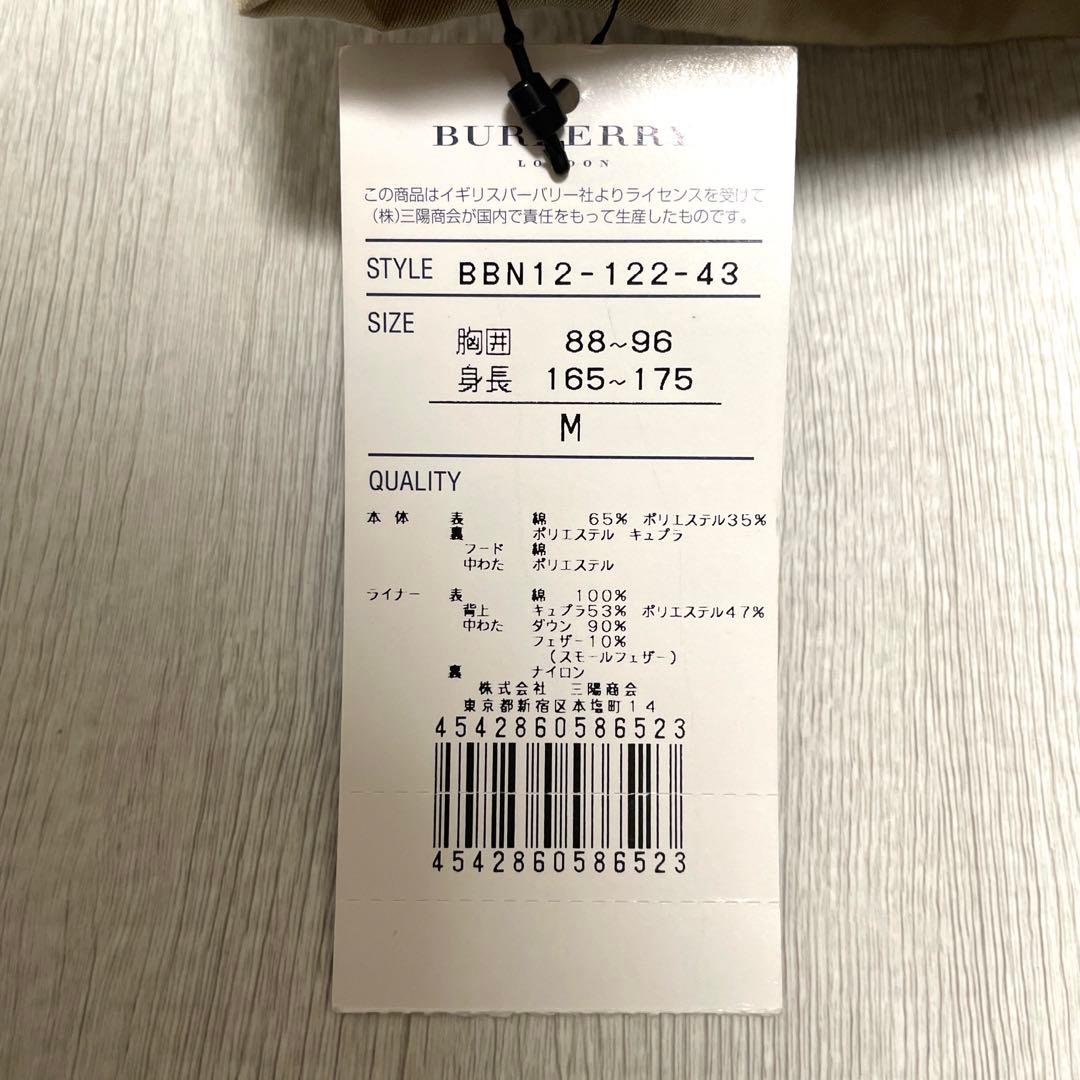 BURBERRY
LONDON
この商品はイギリスバーバリー社よりライセンスを受けて
(株)三陽商会が国内で責任をもって生産したものです。
STYLE BBN12-122-43
SIZE
胸囲 88~96
身長 165~175
M
QUALITY
本体 表 綿 65% ポリエステル35%
裏 ポリエステル キュプラ
フード 綿
中わた ポリエステル
ライナー 表 綿 100%
背上 キュプラ53% ポリエステル47%
中わた ダウン 90%
フェザー10%
(スモールフェザー)
裏 ナイロン
株式会社 三陽商会
東京都新宿区本塩町14
4542860586523
4542860586523